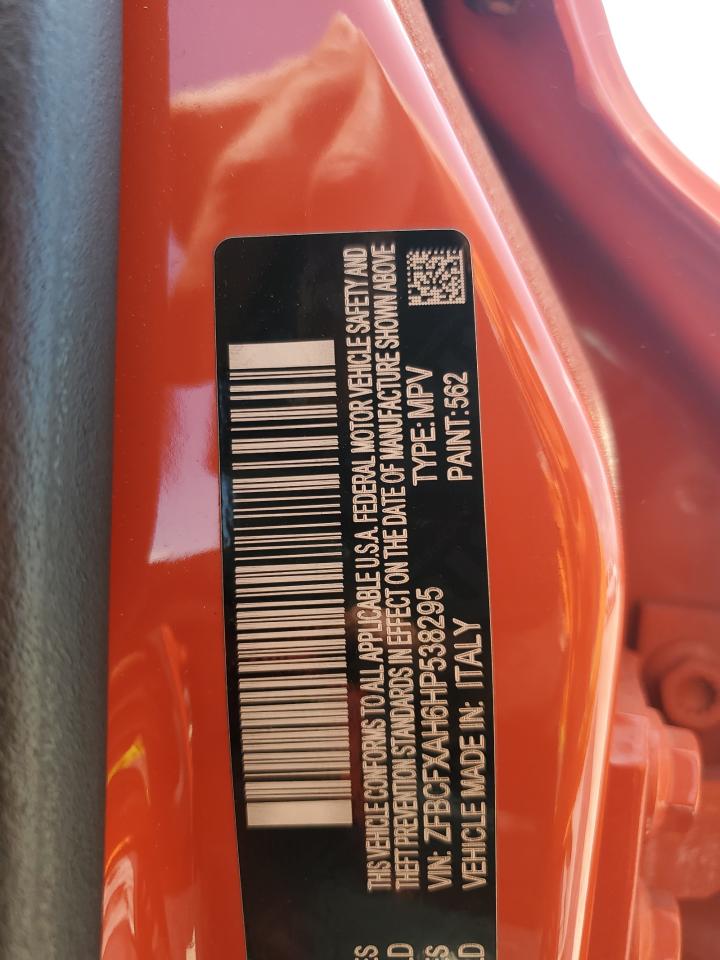 THIS VEHICLE CONFORMS TO ALL APPLICABLE U.S.A. FEDERAL MOTOR VEHICLE SAFETY AND
THEFT PREVENTION STANDARDS IN EFFECT ON THE DATE OF MANUFACTURE SHOWN ABOVE
VIN: ZFBCFXAH6HP538295 TYPE: MPV
VEHICLE MADE IN: ITALY PAINT: 562